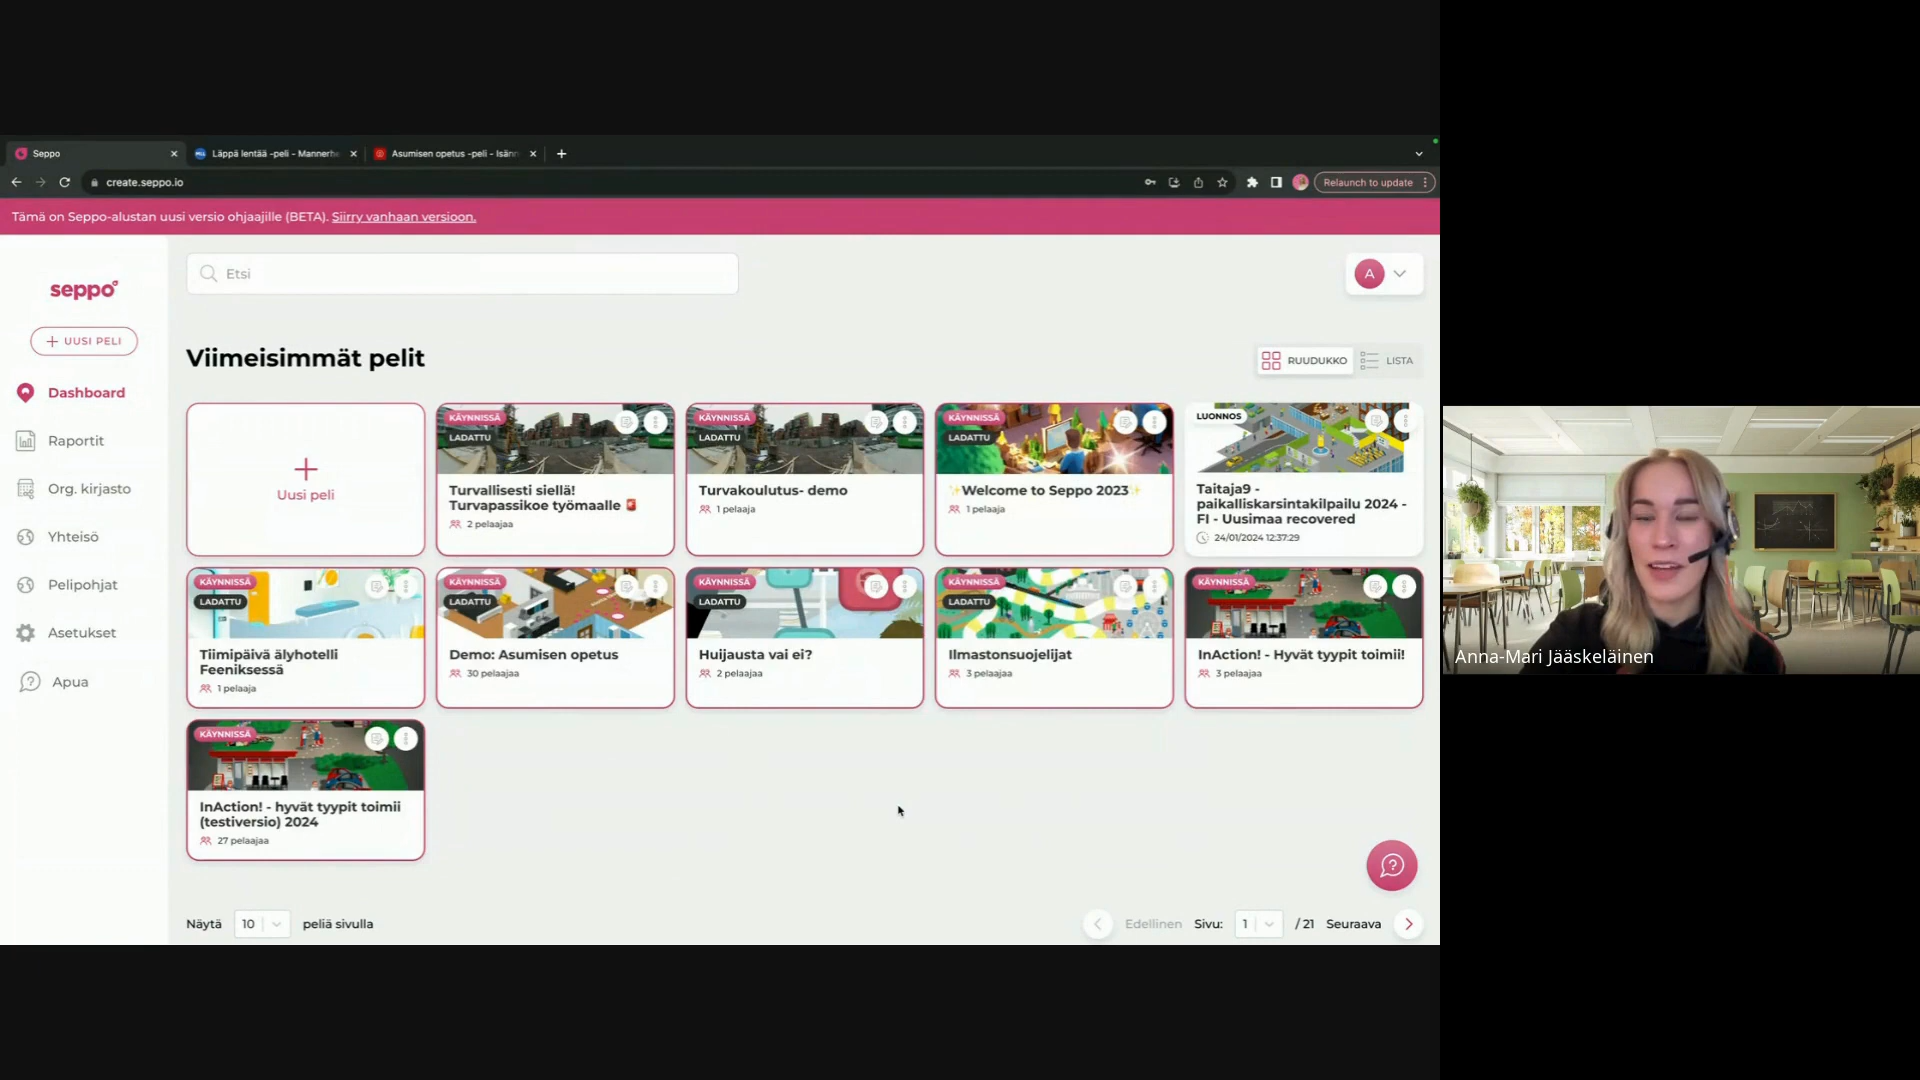 Seppo
Läppä lentää -peli - Mannerhe
Asumisen opetus -peli - Isänn
create.seppo.io
Relaunch to update
Tämä on Seppo-alustan uusi versio ohjaajille (BETA). Siirry vanhaan versioon.
seppo
UUSI PELI
Dashboard
Raportit
Org. kirjasto
Yhteisö
Pelipohjat
Asetukset
Apua
Etsi
A
Viimeisimmät pelit
RUUDUKKO
LISTA
Uusi peli
KÄYNNISSÄ
LADATTU
Turvallisesti siellä!
Turvapassikoe työmaalle 🚨
2 pelaajaa
KÄYNNISSÄ
LADATTU
Turvakoulutus- demo
1 pelaaja
KÄYNNISSÄ
LADATTU
✨Welcome to Seppo 2023✨
1 pelaaja
LUONNOS
Taitaja9 -
paikalliskarsintakilpailu 2024 -
FI - Uusimaa recovered
24/01/2024 12:37:29
KÄYNNISSÄ
LADATTU
Tiimipäivä älyhotelli
Feeniksessä
1 pelaaja
KÄYNNISSÄ
LADATTU
Demo: Asumisen opetus
30 pelaajaa
KÄYNNISSÄ
LADATTU
Huijausta vai ei?
2 pelaajaa
KÄYNNISSÄ
LADATTU
Ilmastonsuojelijat
3 pelaajaa
KÄYNNISSÄ
InAction! - Hyvät tyypit toimii!
3 pelaajaa
KÄYNNISSÄ
InAction! - hyvät tyypit toimii
(testiversio) 2024
27 pelaajaa
Näytä 10 peliä sivulla
Edellinen Sivu: 1 / 21 Seuraava
Anna-Mari Jääskeläinen